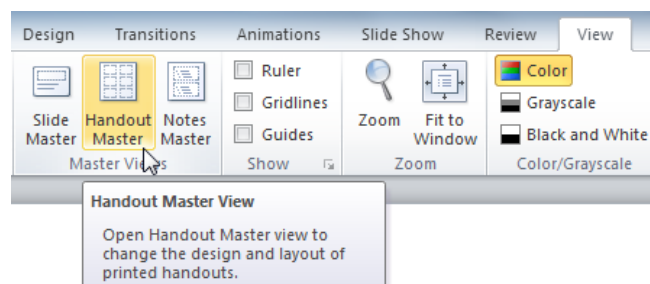 Design Transitions Animations Slide Show Review View
Slide Master
Handout Master
Notes Master
Master Views
Ruler
Gridlines
Guides
Show
Zoom
Fit to Window
Zoom
Color
Grayscale
Black and White
Color/Grayscale
Handout Master View
Open Handout Master view to
change the design and layout of
printed handouts.